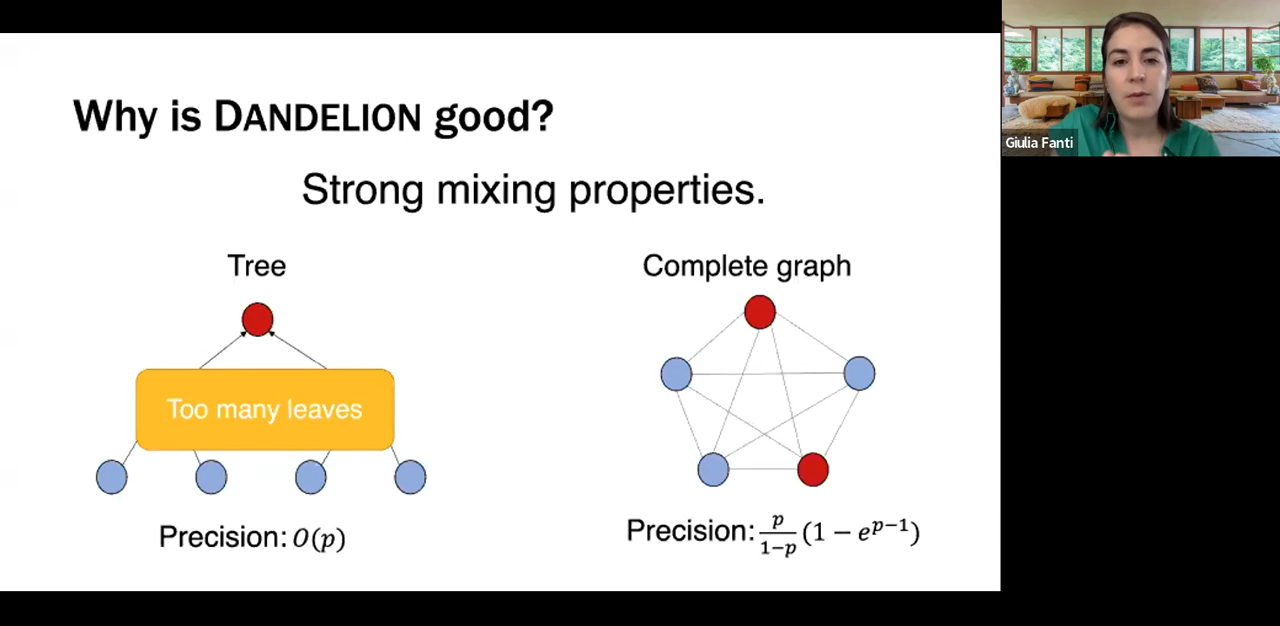 Why is DANDELION good?
Strong mixing properties.
Tree
Too many leaves
Precision: O(p)
Complete graph
Precision: \frac{p}{1-p}(1 − e^{p−1})
Giulia Fanti